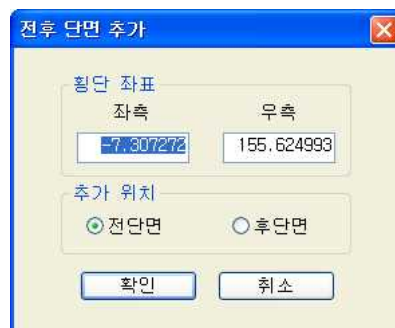 전후 단면 추가
횡단 좌표
좌측 우측
-7.307272 155.624993
추가 위치
전단면 후단면
확인 취소